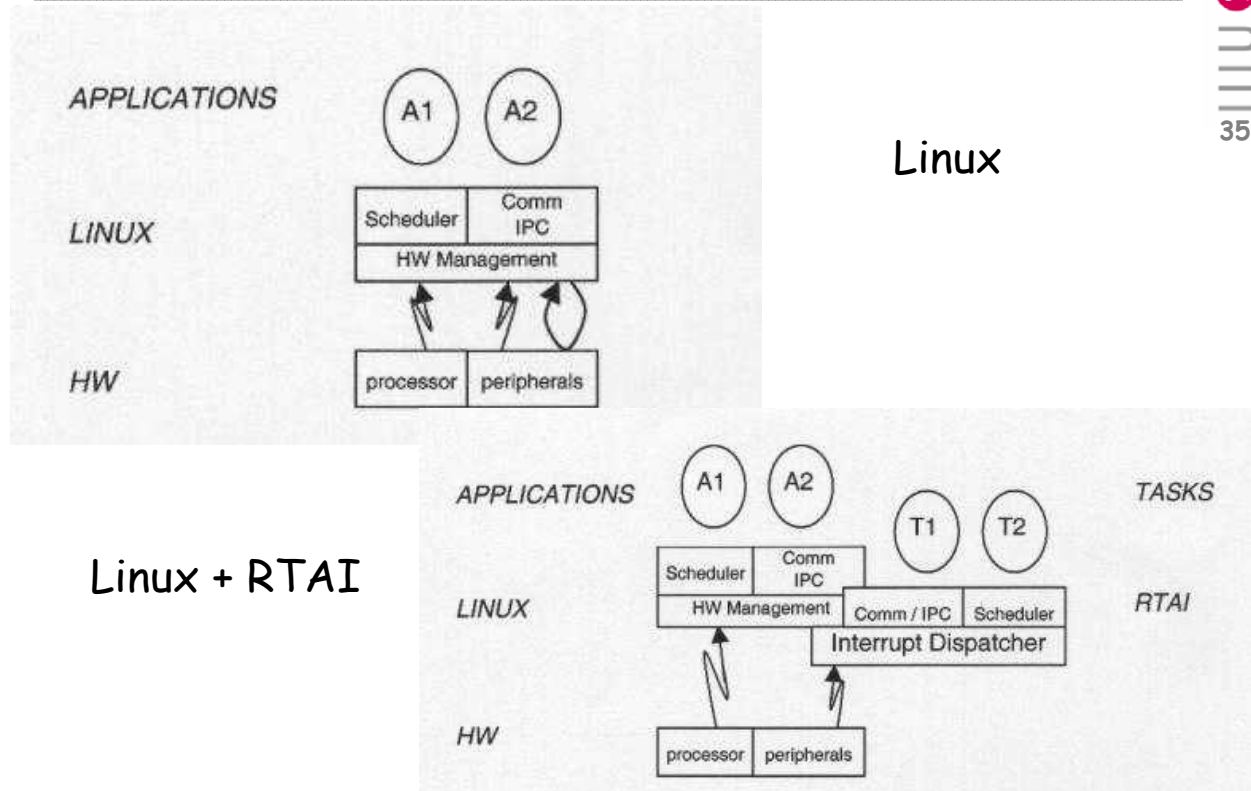 35
Linux
APPLICATIONS
A1 A2
LINUX
Scheduler
Comm
IPC
HW Management
HW
processor peripherals
Linux + RTAI
APPLICATIONS
A1 A2
T1 T2
TASKS
LINUX
Scheduler
Comm
IPC
HW Management
Comm / IPC Scheduler
RTAI
Interrupt Dispatcher
HW
processor peripherals